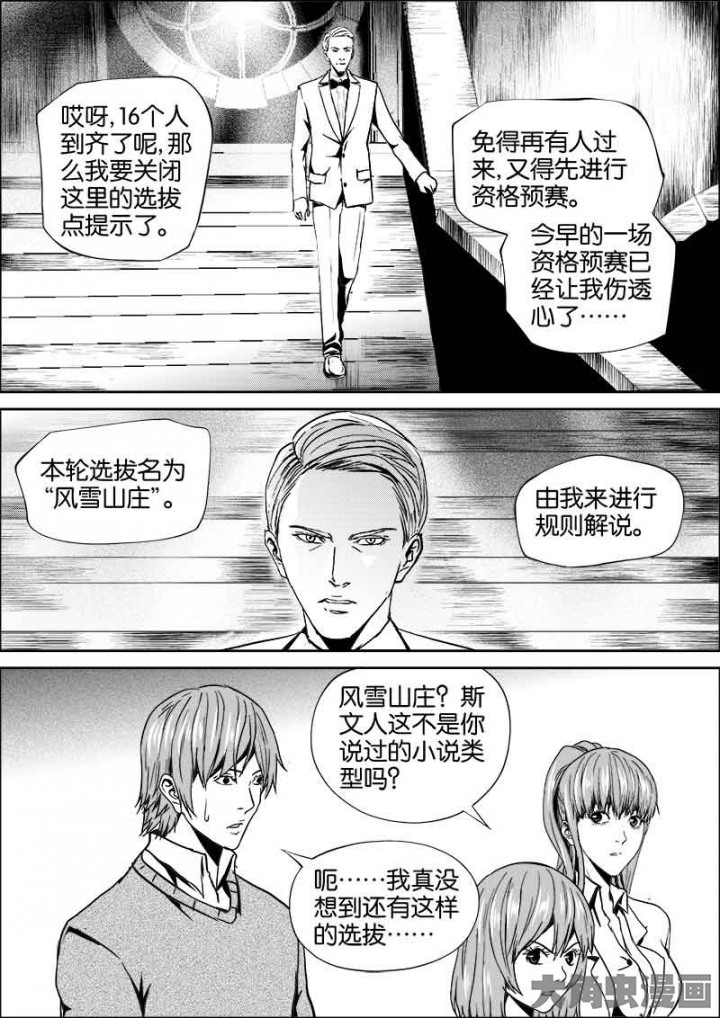 哎呀，16个人
到齐了呢，那
么我要关闭
这里的选拔
点提示了。
免得再有人过
来，又得先进行
资格预赛。
今早的一场
资格预赛已
经让我伤透
心了……
本轮选拔名为
“风雪山庄”。
由我来进行
规则解说。
风雪山庄？斯
文人这不是你
说过的小说类
型吗？
呃……我真没
想到还有这样
的选拔……
大角虫漫画